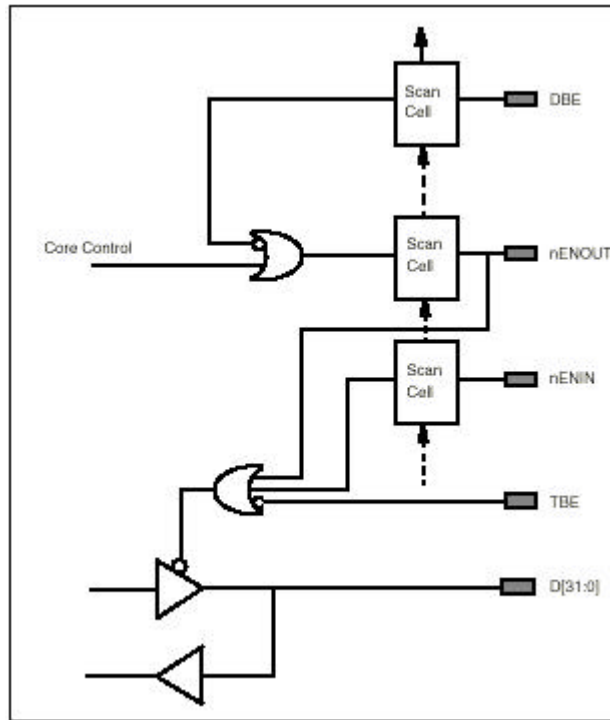 Scan
Cell
DBE
Core Control
Scan
Cell
nENOUT
Scan
Cell
nENIN
TBE
D[31:0]